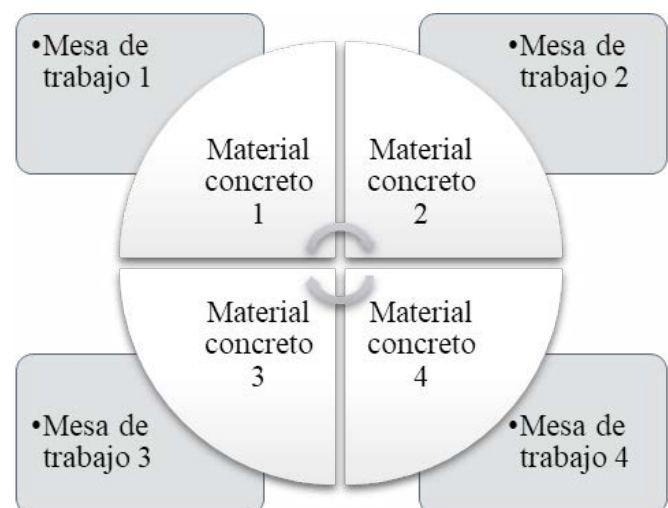 •Mesa de
trabajo 1
•Mesa de
trabajo 2
Material
concreto
1
Material
concreto
2
Material
concreto
3
Material
concreto
4
•Mesa de
trabajo 3
•Mesa de
trabajo 4